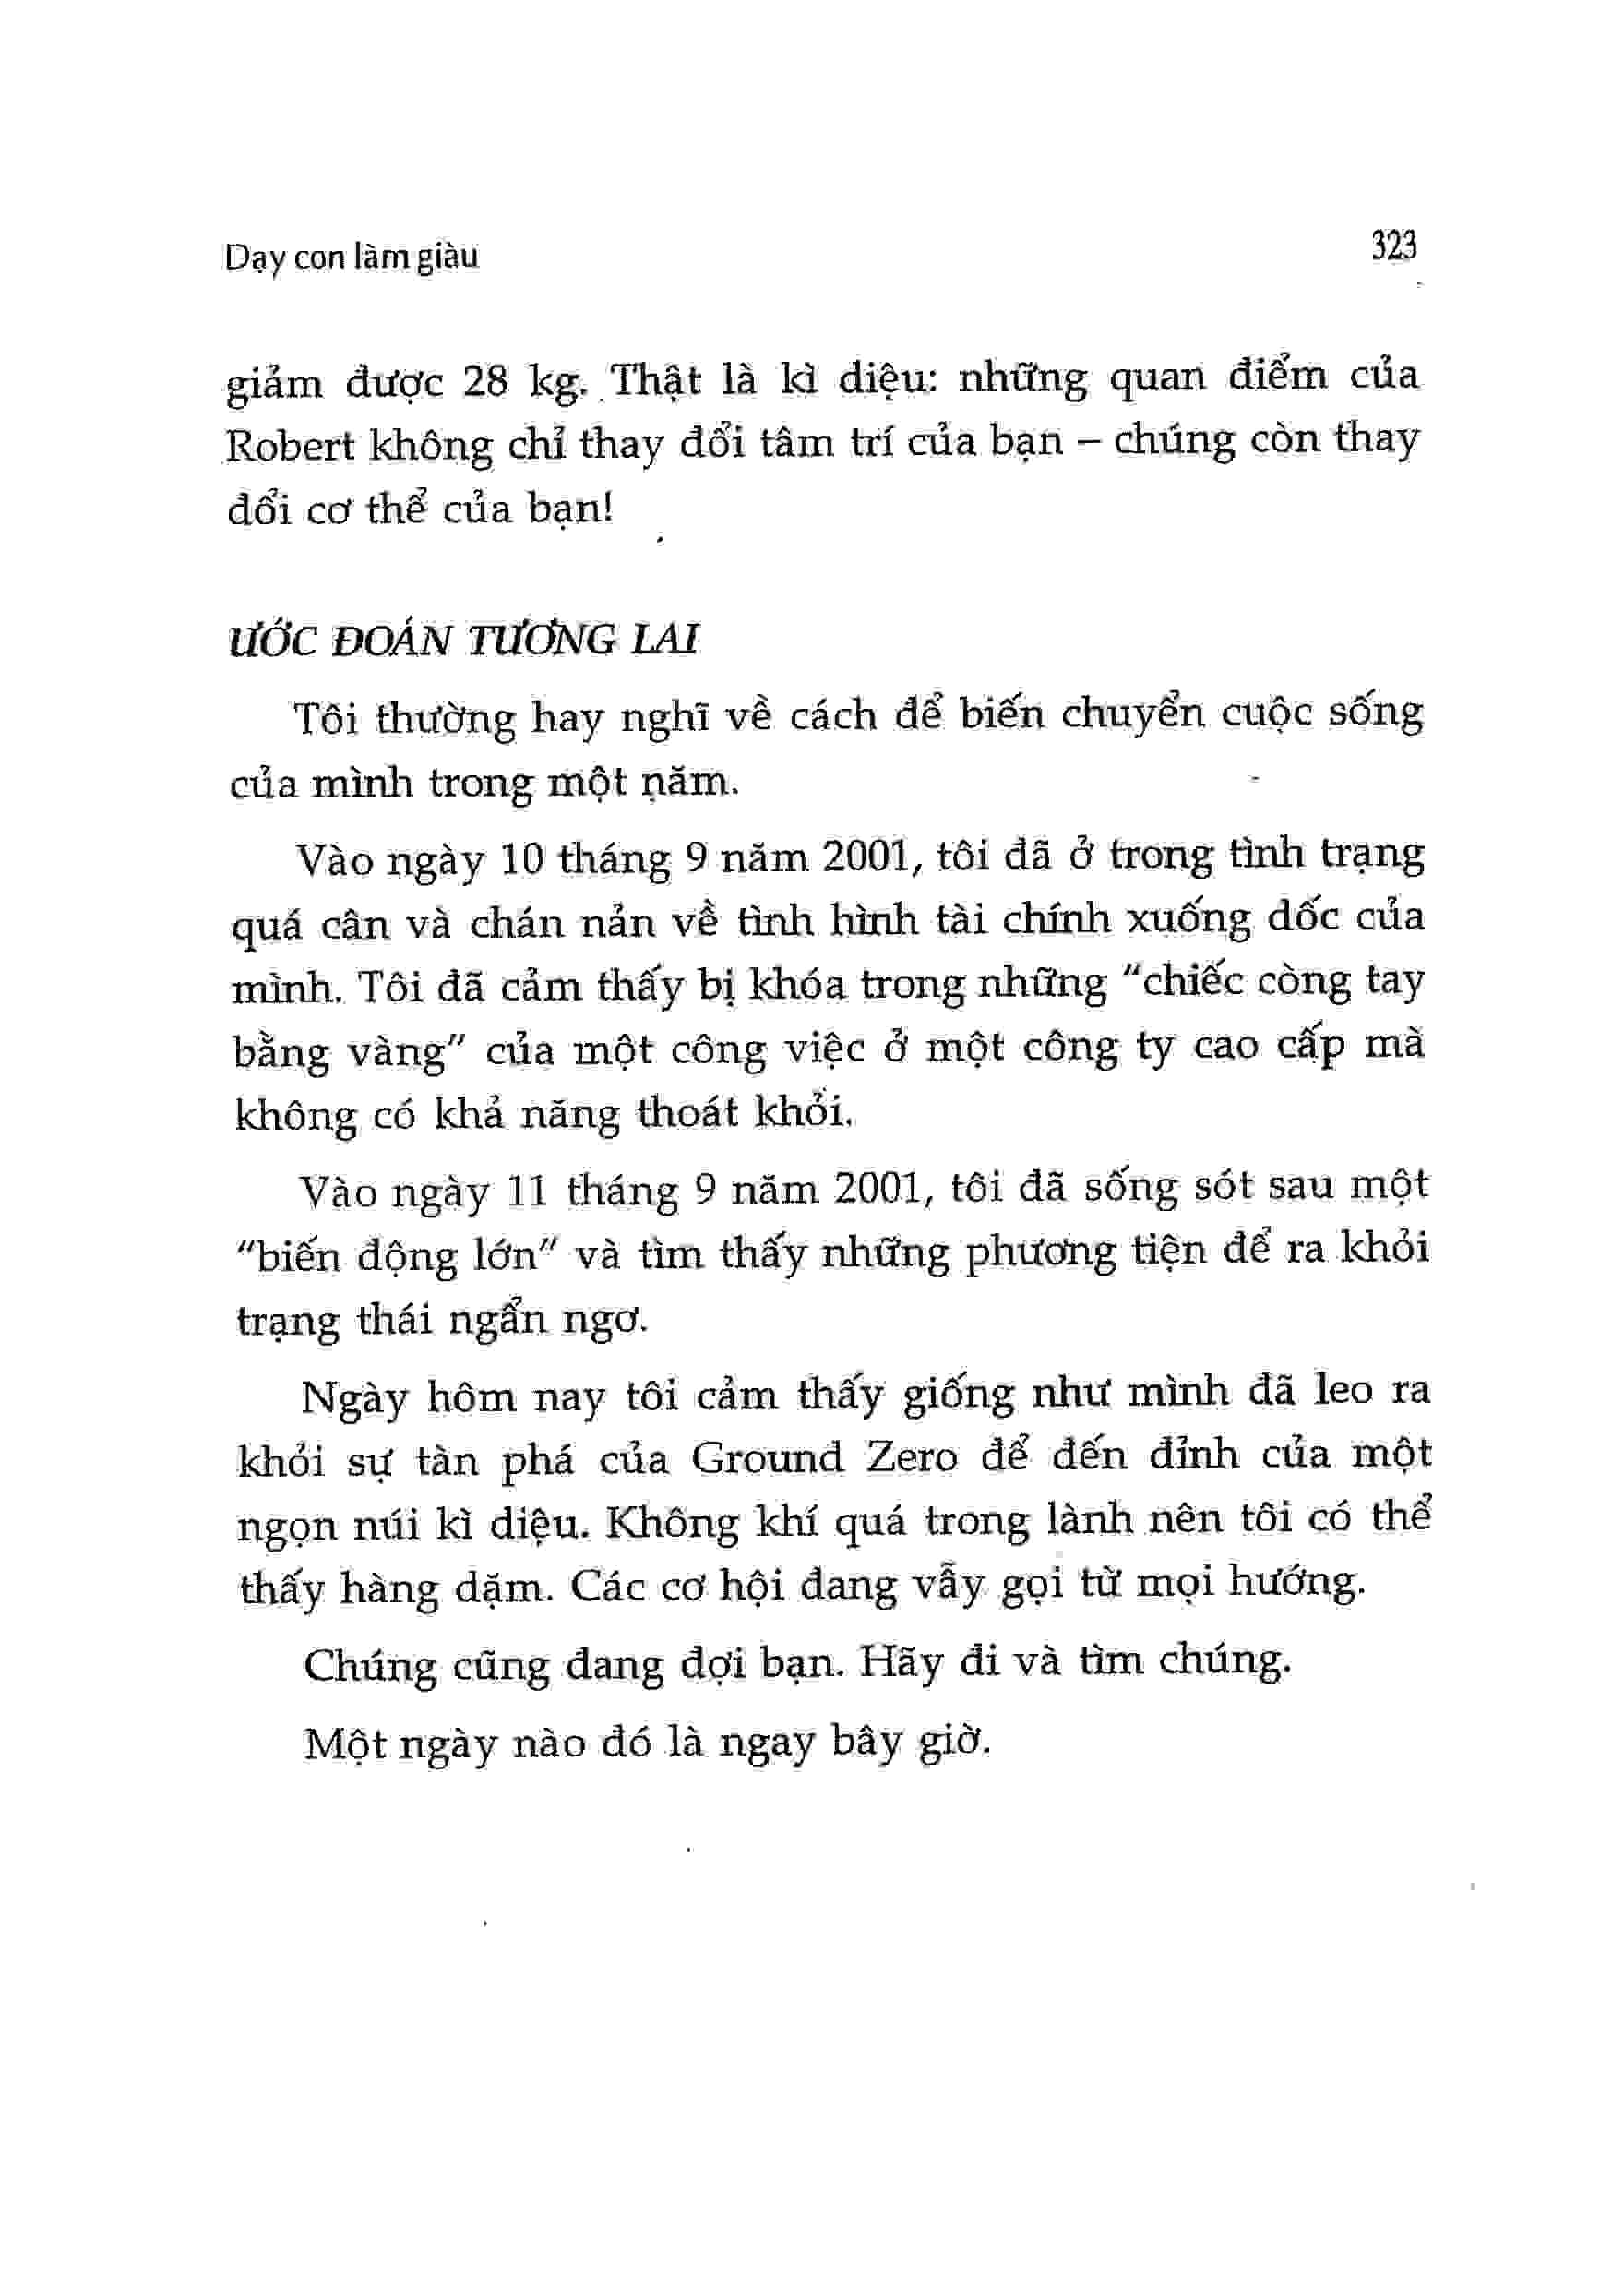 Dạy con làm giàu
323
giảm được 28 kg. Thật là kì diệu: những quan điểm của
Robert không chỉ thay đổi tâm trí của bạn – chúng còn thay
đổi cơ thể của bạn!
ƯỚC ĐOÁN TƯƠNG LAI
Tôi thường hay nghĩ về cách để biến chuyển cuộc sống
của mình trong một năm.
Vào ngày 10 tháng 9 năm 2001, tôi đã ở trong tình trạng
quá cân và chán nản về tình hình tài chính xuống dốc của
mình. Tôi đã cảm thấy bị khóa trong những "chiếc còng tay
bằng vàng" của một công việc ở một công ty cao cấp mà
không có khả năng thoát khỏi.
Vào ngày 11 tháng 9 năm 2001, tôi đã sống sót sau một
"biến động lớn" và tìm thấy những phương tiện để ra khỏi
trạng thái ngẩn ngơ.
Ngày hôm nay tôi cảm thấy giống như mình đã leo ra
khỏi sự tàn phá của Ground Zero để đến đỉnh của một
ngọn núi kì diệu. Không khí quá trong lành nên tôi có thể
thấy hàng dặm. Các cơ hội đang vẫy gọi từ mọi hướng.
Chúng cũng đang đợi bạn. Hãy đi và tìm chúng.
Một ngày nào đó là ngay bây giờ.